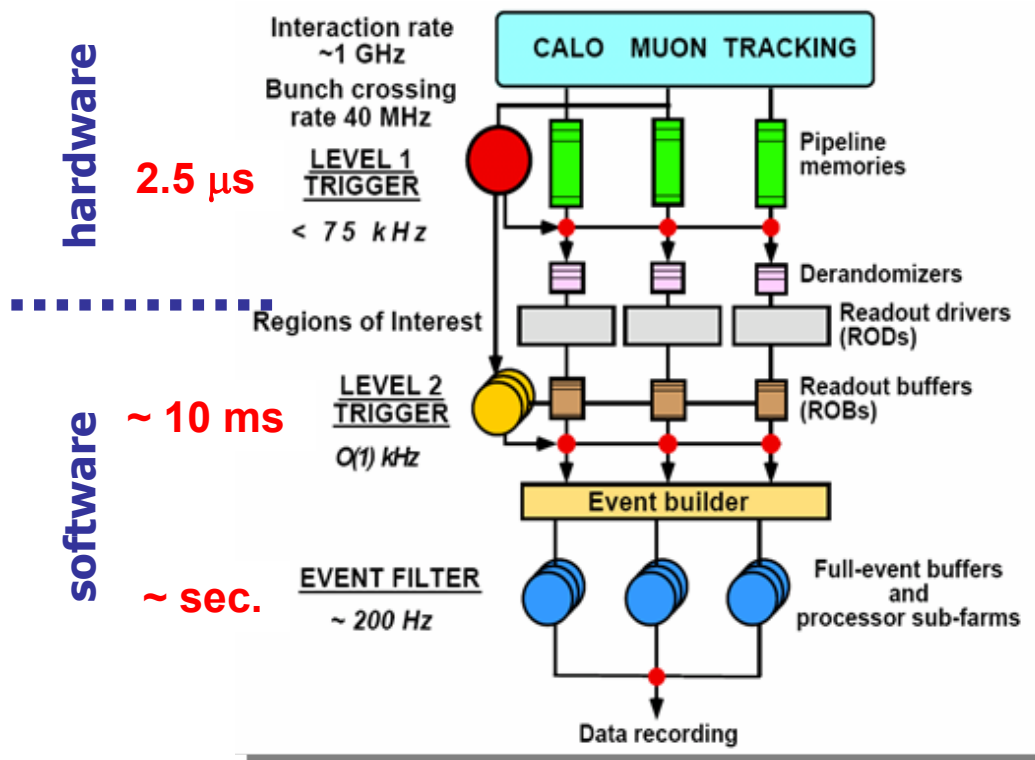 hardware
software
Interaction rate
~1 GHz
Bunch crossing
rate 40 MHz
CALO MUON TRACKING
2.5 μs
LEVEL 1
TRIGGER
< 75 kHz
Pipeline
memories
Derandomizers
Regions of Interest
Readout drivers
(RODs)
~ 10 ms
LEVEL 2
TRIGGER
O(1) kHz
Readout buffers
(ROBs)
Event builder
~ sec.
EVENT FILTER
~ 200 Hz
Full-event buffers
and
processor sub-farms
Data recording